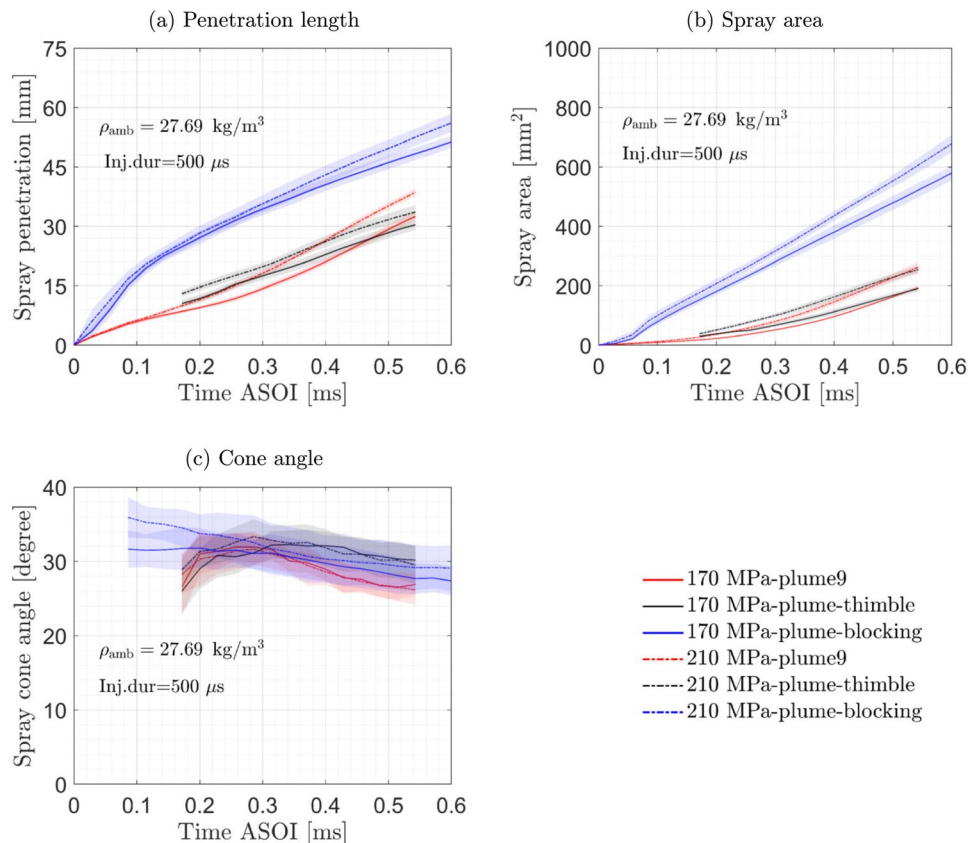 (a) Penetration length
75
60
45
30
15
0
0 0.1 0.2 0.3 0.4 0.5 0.6
Spray penetration [mm]
Time ASOI [ms]
ρamb = 27.69 kg/m³
Inj.dur=500 μs
(b) Spray area
1000
800
600
400
200
0
0 0.1 0.2 0.3 0.4 0.5 0.6
Spray area [mm²]
Time ASOI [ms]
ρamb = 27.69 kg/m³
Inj.dur=500 μs
(c) Cone angle
40
30
20
10
0
0 0.1 0.2 0.3 0.4 0.5 0.6
Spray cone angle [degree]
Time ASOI [ms]
ρamb = 27.69 kg/m³
Inj.dur=500 μs
170 MPa-plume9
170 MPa-plume-thimble
170 MPa-plume-blocking
210 MPa-plume9
210 MPa-plume-thimble
210 MPa-plume-blocking